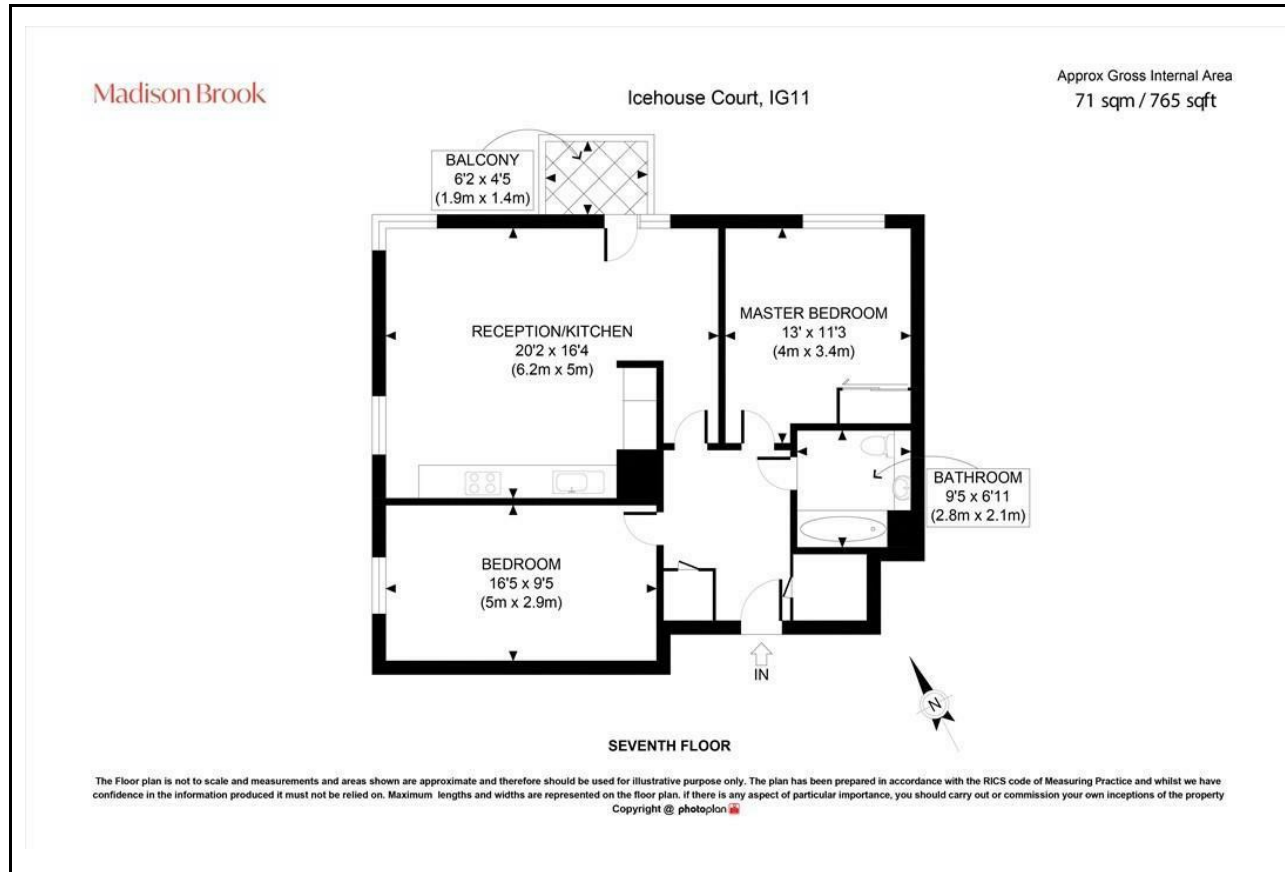 Madison Brook
Icehouse Court, IG11
Approx Gross Internal Area
71 sqm / 765 sqft
BALCONY
6'2 x 4'5
(1.9m x 1.4m)
RECEPTION/KITCHEN
20'2 x 16'4
(6.2m x 5m)
MASTER BEDROOM
13' x 11'3
(4m x 3.4m)
BATHROOM
9'5 x 6'11
(2.8m x 2.1m)
BEDROOM
16'5 x 9'5
(5m x 2.9m)
IN
N
SEVENTH FLOOR
The Floor plan is not to scale and measurements and areas shown are approximate and therefore should be used for illustrative purpose only. The plan has been prepared in accordance with the RICS code of Measuring Practice and whilst we have
confidence in the information produced it must not be relied on. Maximum lengths and widths are represented on the floor plan. if there is any aspect of particular importance, you should carry out or commission your own inceptions of the property
Copyright @ photoplan